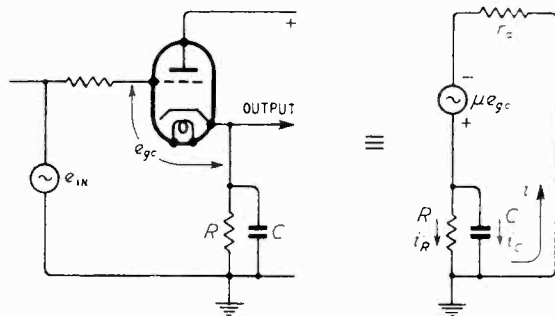 +
OUTPUT
e_gc
e_IN
R
C
≡
r_a
−
μe_gc
+
i
R
i_R
C
i_C